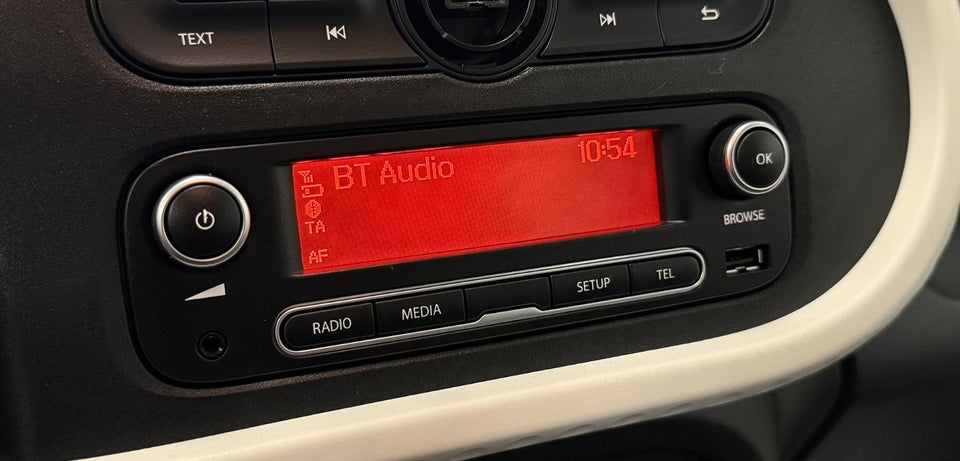 TEXT
BT Audio 10:54
TA
AF
OK
BROWSE
RADIO MEDIA SETUP TEL